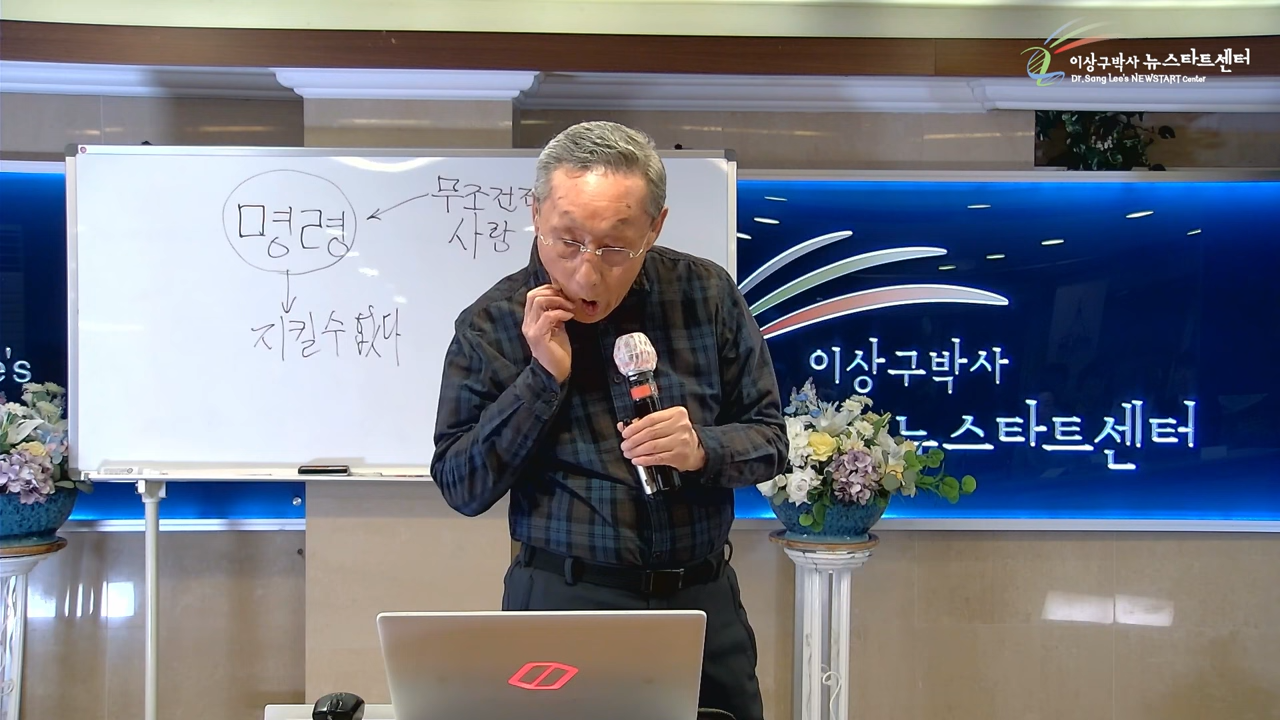 이상구박사 뉴스타트센터
Dr. Sang Lee's NEWSTART Center
명령
무조건적
사랑
지킬수 없다
e's
이상구박사
뉴스타트센터